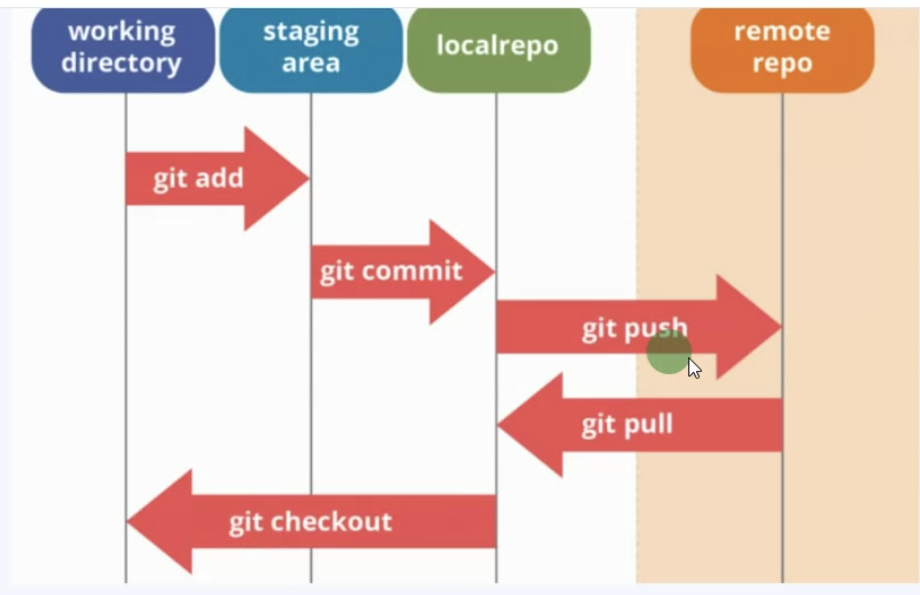 working
directory
staging
area
localrepo
remote
repo
git add
git commit
git push
git pull
git checkout